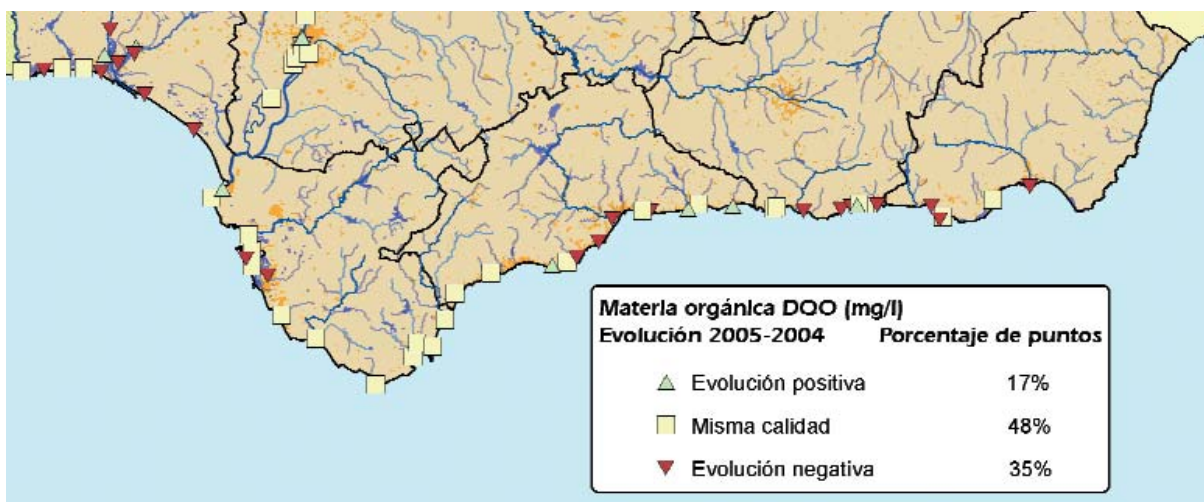 Materia orgánica DQO (mg/l)
Evolución 2005-2004 Porcentaje de puntos
Evolución positiva 17%
Misma calidad 48%
Evolución negativa 35%